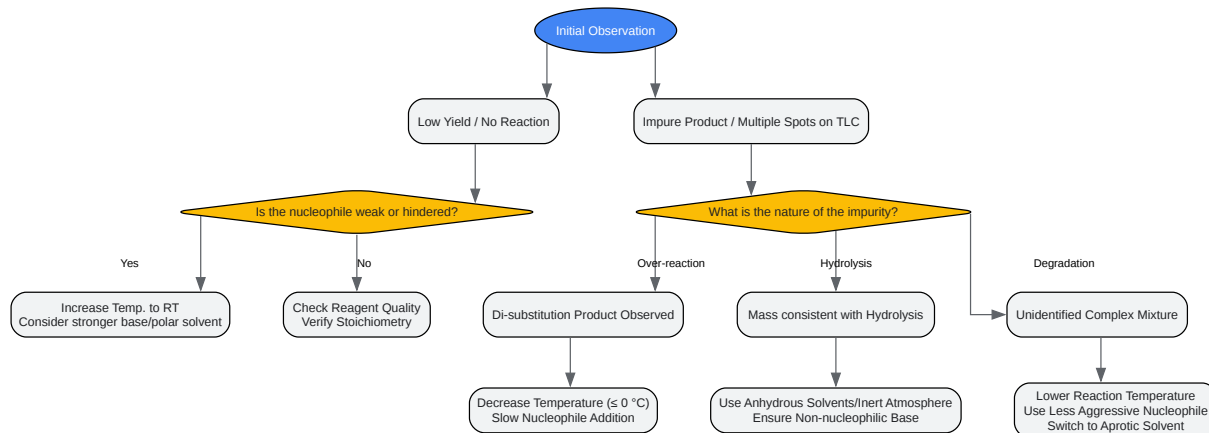 Initial Observation
Low Yield / No Reaction
Impure Product / Multiple Spots on TLC
Is the nucleophile weak or hindered?
What is the nature of the impurity?
Yes
No
Over-reaction
Hydrolysis
Degradation
Increase Temp. to RT
Consider stronger base/polar solvent
Check Reagent Quality
Verify Stoichiometry
Di-substitution Product Observed
Mass consistent with Hydrolysis
Unidentified Complex Mixture
Decrease Temperature (≤ 0 °C)
Slow Nucleophile Addition
Use Anhydrous Solvents/Inert Atmosphere
Ensure Non-nucleophilic Base
Lower Reaction Temperature
Use Less Aggressive Nucleophile
Switch to Aprotic Solvent